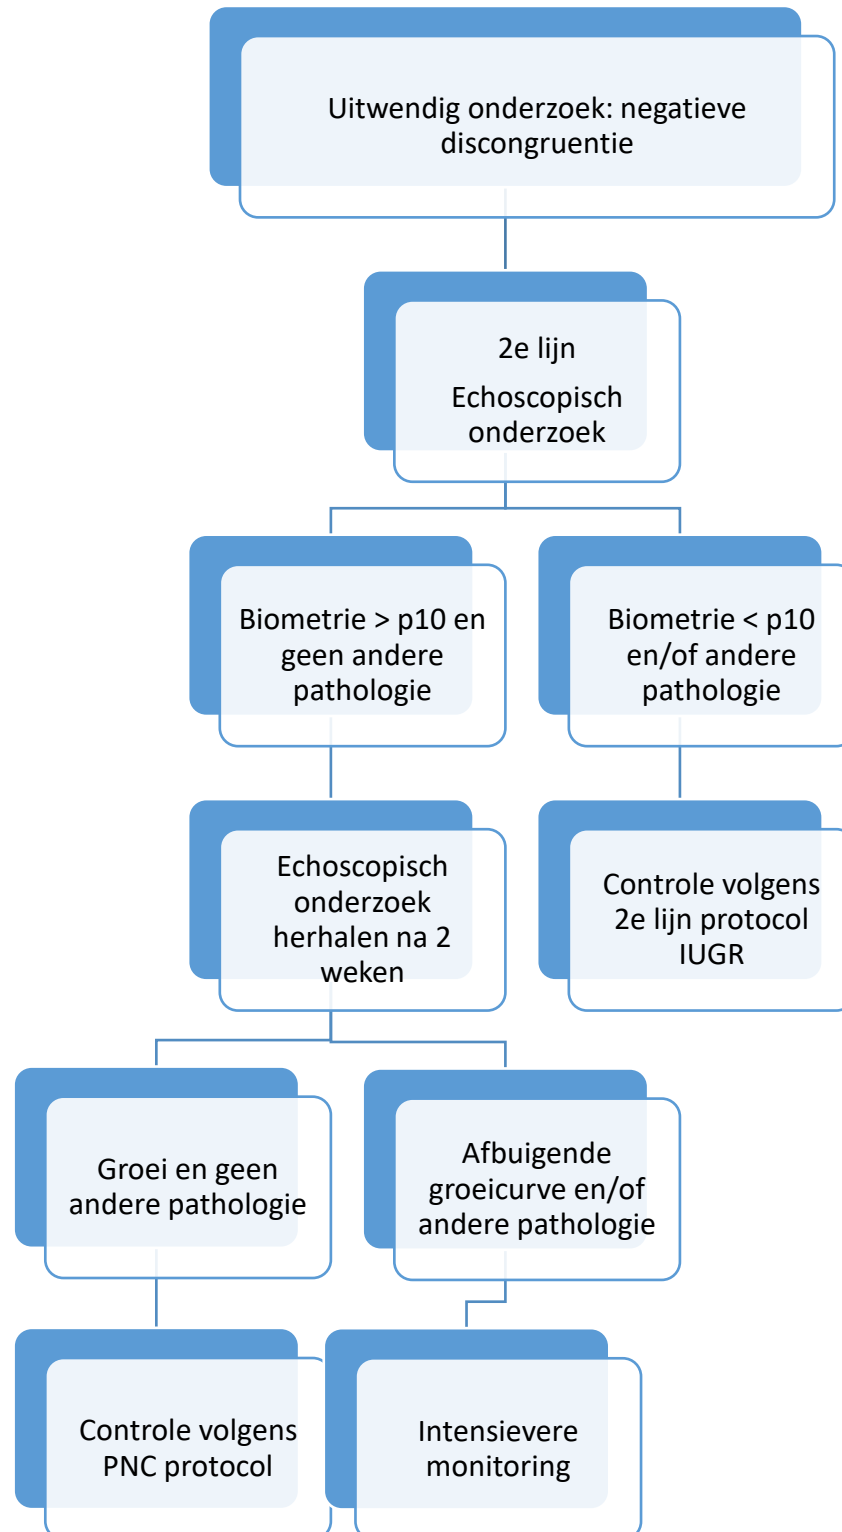 Uitwendig onderzoek: negatieve
discongruentie
2e lijn
Echoscopisch
onderzoek
Biometrie > p10 en
geen andere
pathologie
Biometrie < p10
en/of andere
pathologie
Echoscopisch
onderzoek
herhalen na 2
weken
Controle volgens
2e lijn protocol
IUGR
Groei en geen
andere pathologie
Afbuigende
groeicurve en/of
andere pathologie
Controle volgens
PNC protocol
Intensievere
monitoring